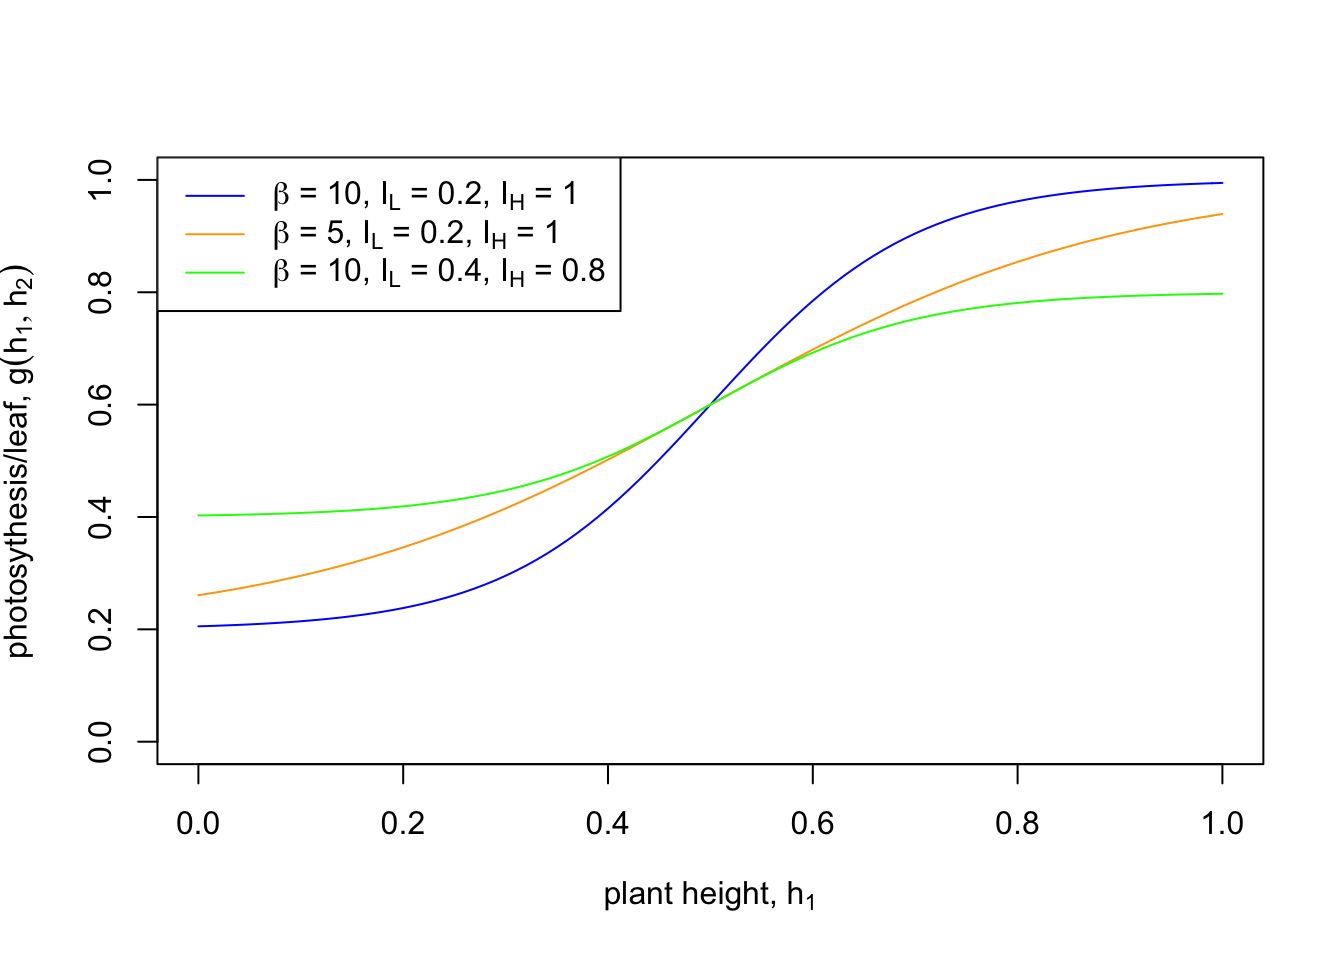 β = 10, I_L = 0.2, I_H = 1
β = 5, I_L = 0.2, I_H = 1
β = 10, I_L = 0.4, I_H = 0.8
photosythesis/leaf, g(h₁, h₂)
1.0
0.8
0.6
0.4
0.2
0.0
0.0 0.2 0.4 0.6 0.8 1.0
plant height, h₁